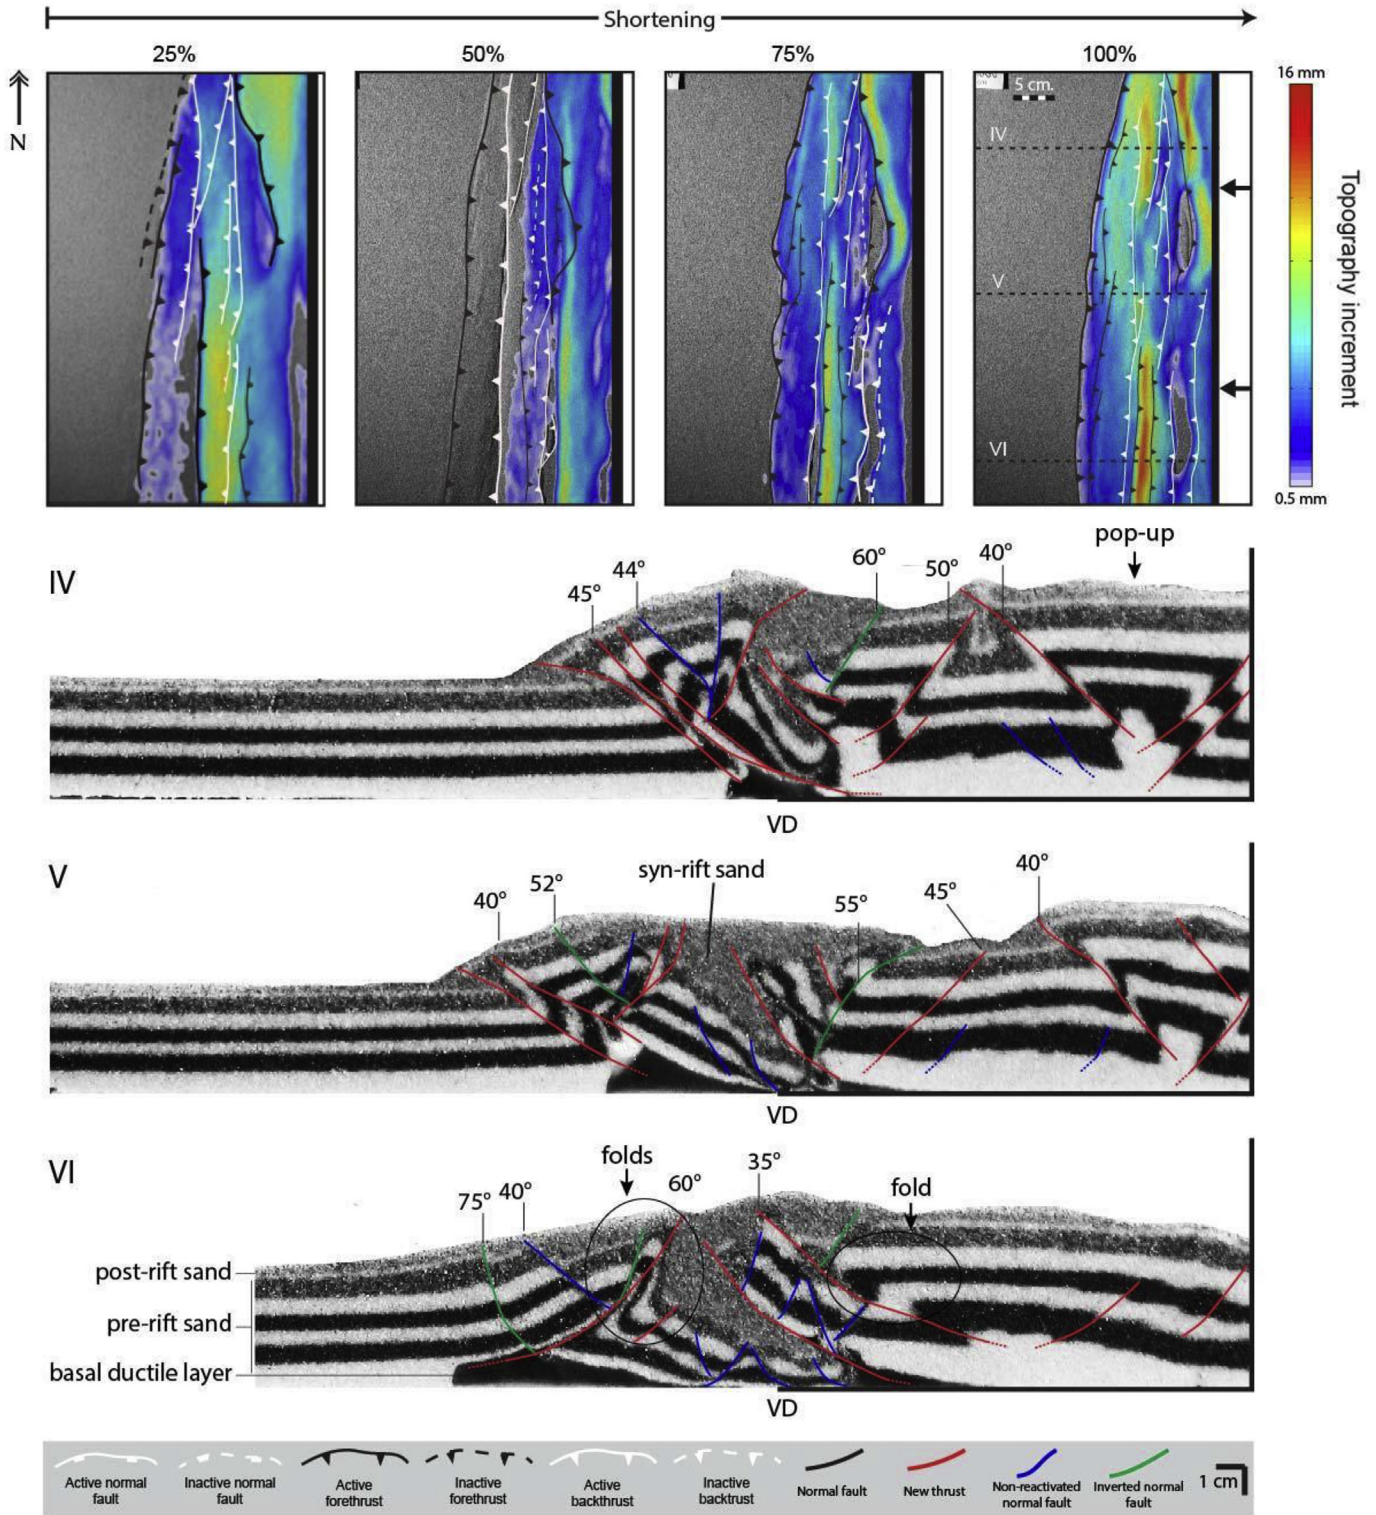 Shortening
25%
50%
75%
100%
16 mm
N
5 cm.
IV
V
VI
Topography increment
0.5 mm
pop-up
IV
45°
44°
60°
50°
40°
VD
V
40°
52°
syn-rift sand
55°
45°
40°
VD
VI
folds
75°
40°
60°
35°
fold
post-rift sand
pre-rift sand
basal ductile layer
VD
Active normal
fault
Inactive normal
fault
Active
forethrust
Inactive
forethrust
Active
backthrust
Inactive
backtrust
Normal fault
New thrust
Non-reactivated
normal fault
Inverted normal
fault
1 cm